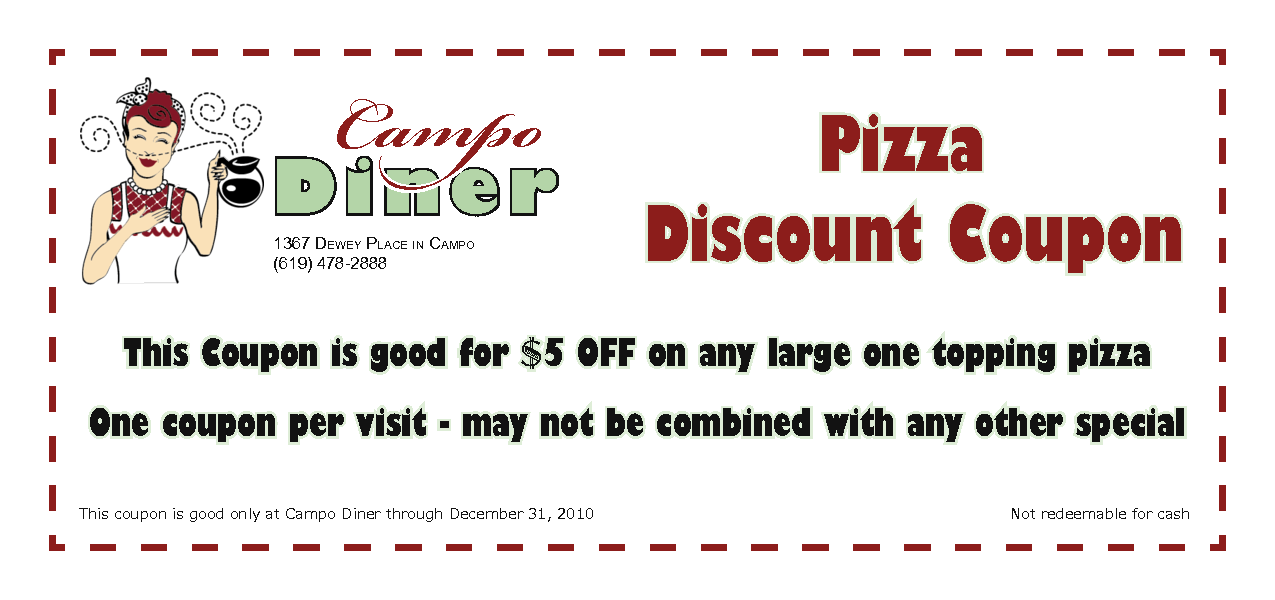 Campo
Diner
1367 Dewey Place in Campo
(619) 478-2888
Pizza
Discount Coupon
This Coupon is good for $5 OFF on any large one topping pizza
One coupon per visit - may not be combined with any other special
This coupon is good only at Campo Diner through December 31, 2010
Not redeemable for cash